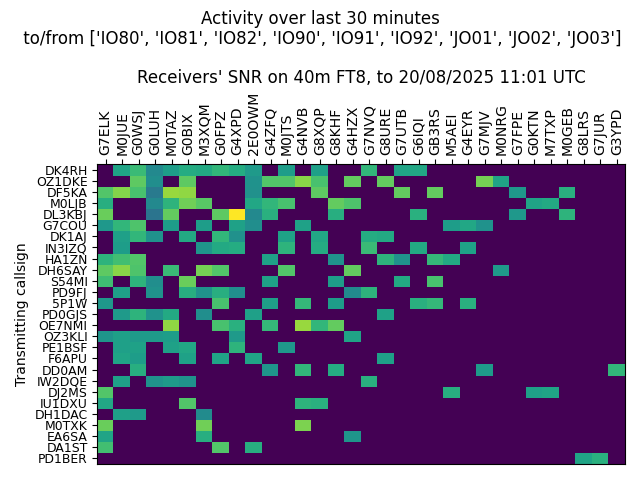 Activity over last 30 minutes
to/from ['IO80', 'IO81', 'IO82', 'IO90', 'IO91', 'IO92', 'JO01', 'JO02', 'JO03']
Receivers' SNR on 40m FT8, to 20/08/2025 11:01 UTC
G7ELK
M0JUE
G0WSJ
G0LUH
M0TAZ
G0BIX
M3XQM
G0FPZ
G4XPD
2E0OWM
G4ZFQ
M0JTS
G4NVB
G8XQP
G8KHF
G4HZX
G7NVQ
G8URE
G7UTB
G6IQI
GB3RS
M5AEI
G4EYR
G7MJV
M0NRG
G7FPE
G0KTN
M7TXP
M0GEB
G8LRS
G7JUR
G3YPD
Transmitting callsign
DK4RH
OZ1DKE
DF5KA
M0LJB
DL3KBJ
G7COU
DK1AJ
IN3IZQ
HA1ZN
DH6SAY
S54MI
PD9FJ
5P1W
PD0GJS
OE7NMI
OZ3KLI
PE1BSF
F6APU
DD0AM
IW2DQE
DJ2MS
IU1DXU
DH1DAC
M0TXK
EA6SA
DA1ST
PD1BER